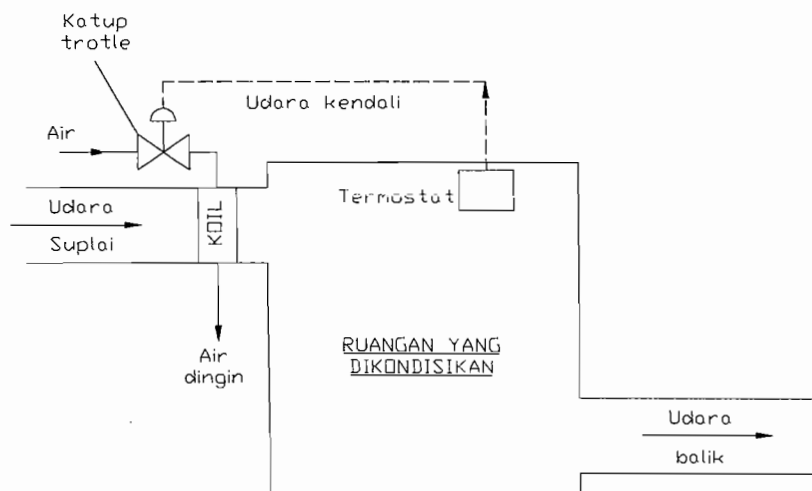 Katup
trotle
Udara kendali
Air
Termostat
Udara
Suplai
KOIL
Air
dingin
RUANGAN YANG
DIKONDISIKAN
Udara
balik